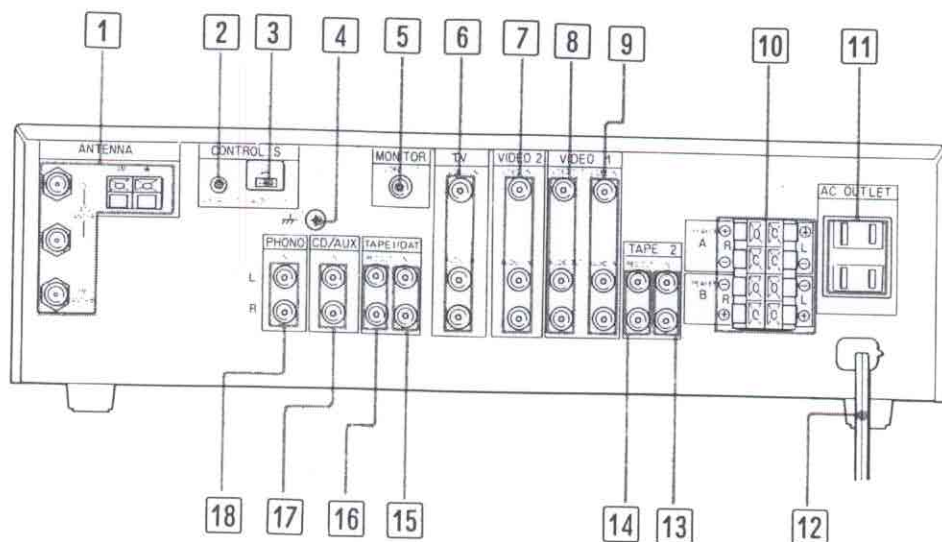 1 2 3 4 5 6 7 8 9 10 11
ANTENNA
CONTROL S
MONITOR
TV
VIDEO 2
VIDEO 1
AC OUTLET
PHONO
CD/AUX
TAPE1/DAT
TAPE 2
L
R
A
R
L
B
R
L
18 17 16 15 14 13 12